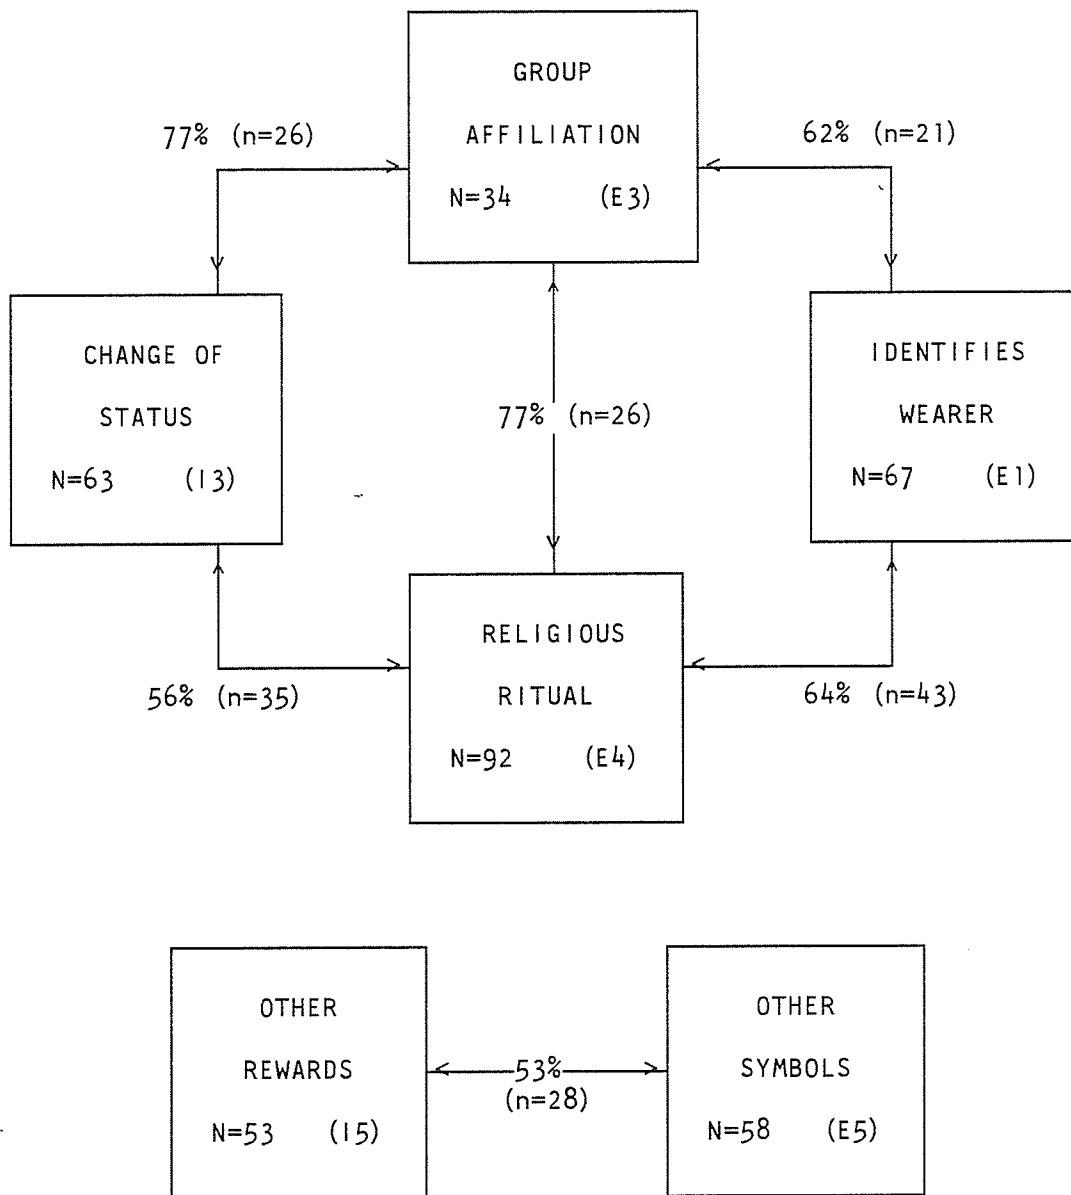 GROUP
AFFILIATION
N=34 (E3)
77% (n=26)
62% (n=21)
CHANGE OF
STATUS
N=63 (I3)
IDENTIFIES
WEARER
N=67 (E1)
77% (n=26)
RELIGIOUS
RITUAL
N=92 (E4)
56% (n=35)
64% (n=43)
OTHER
REWARDS
N=53 (I5)
53%
(n=28)
OTHER
SYMBOLS
N=58 (E5)